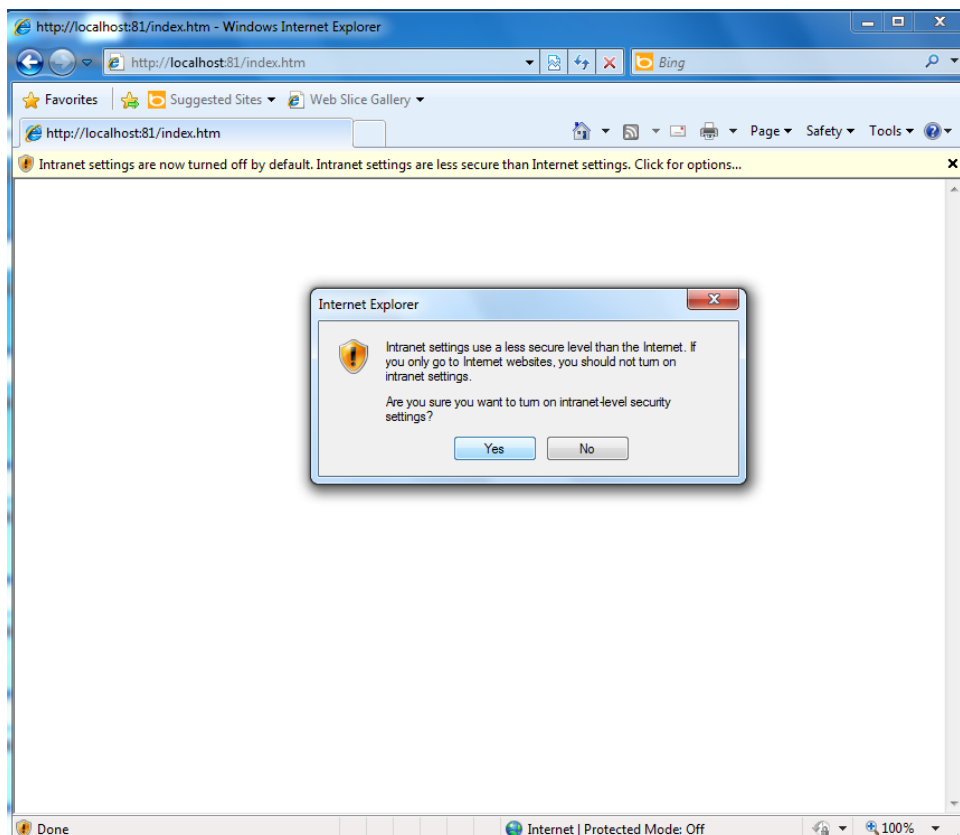 http://localhost:81/index.htm - Windows Internet Explorer
http://localhost:81/index.htm
Bing
Favorites
Suggested Sites
Web Slice Gallery
http://localhost:81/index.htm
Page
Safety
Tools
Intranet settings are now turned off by default. Intranet settings are less secure than Internet settings. Click for options...
Internet Explorer
Intranet settings use a less secure level than the Internet. If
you only go to Internet websites, you should not turn on
intranet settings.
Are you sure you want to turn on intranet-level security
settings?
Yes
No
Done
Internet | Protected Mode: Off
100%